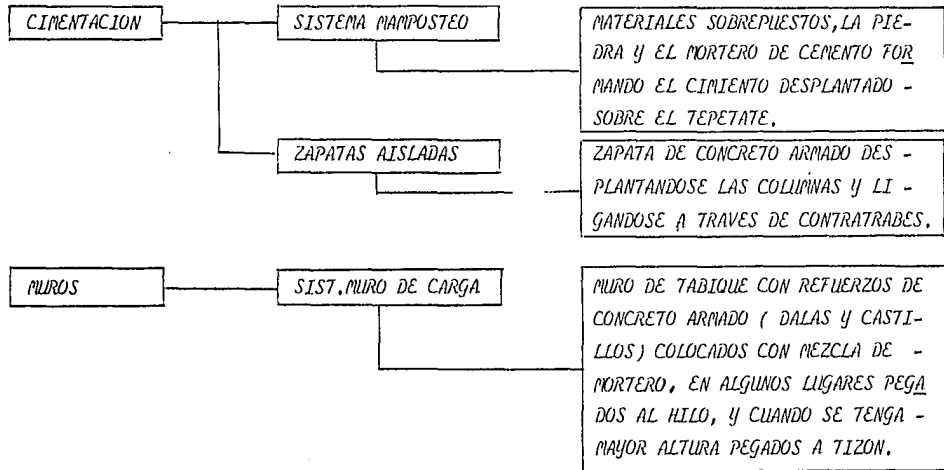 CIMENTACION
SISTEMA MAMPOSTEO
MATERIALES SOBREPUESTOS, LA PIE-
DRA Y EL MORTERO DE CEMENTO FOR
MANDO EL CIMIENTO DESPLANTADO -
SOBRE EL TEPETATE.
ZAPATAS AISLADAS
ZAPATA DE CONCRETO ARMADO DES -
PLANTANDOSE LAS COLUMNAS Y LI -
GANDOSE A TRAVES DE CONTRATRABES.
MUROS
SIST. MURO DE CARGA
MURO DE TABIQUE CON REFUERZOS DE
CONCRETO ARMADO ( DALAS Y CASTI-
LLOS) COLOCADOS CON MEZCLA DE -
MORTERO, EN ALGUNOS LUGARES PEGA
DOS AL HILO, Y CUANDO SE TENGA -
MAYOR ALTURA PEGADOS A TIZON.